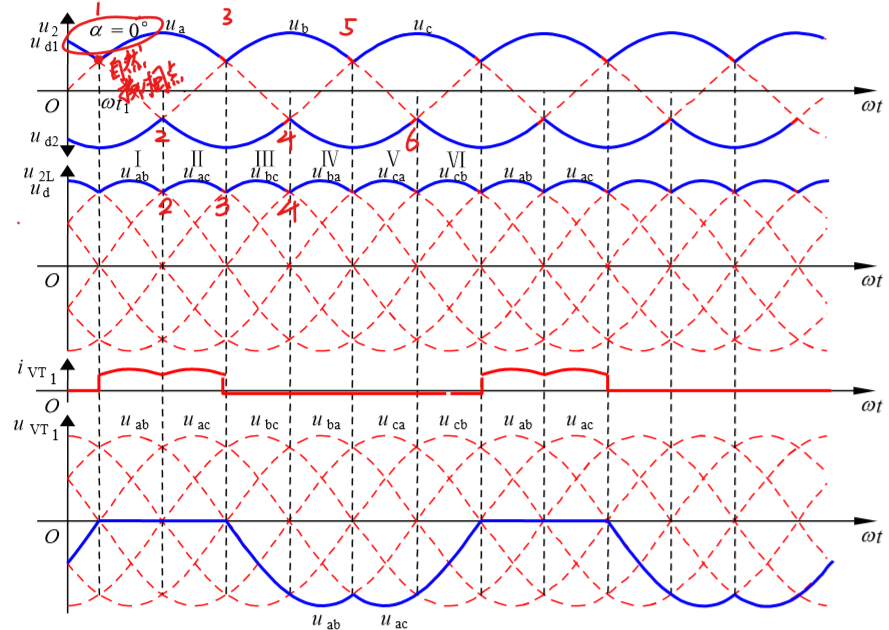 1 3 5
u2 α = 0° ua ub uc
ud1
自然
换相点
O ωt1 ωt
ud2 2 4 6
Ⅰ Ⅱ Ⅲ Ⅳ Ⅴ Ⅵ
u2L uab uac ubc uba uca ucb uab uac
ud
2 3 4
O ωt
iVT1
O ωt
uVT1 uab uac ubc uba uca ucb uab uac
O ωt
uab uac